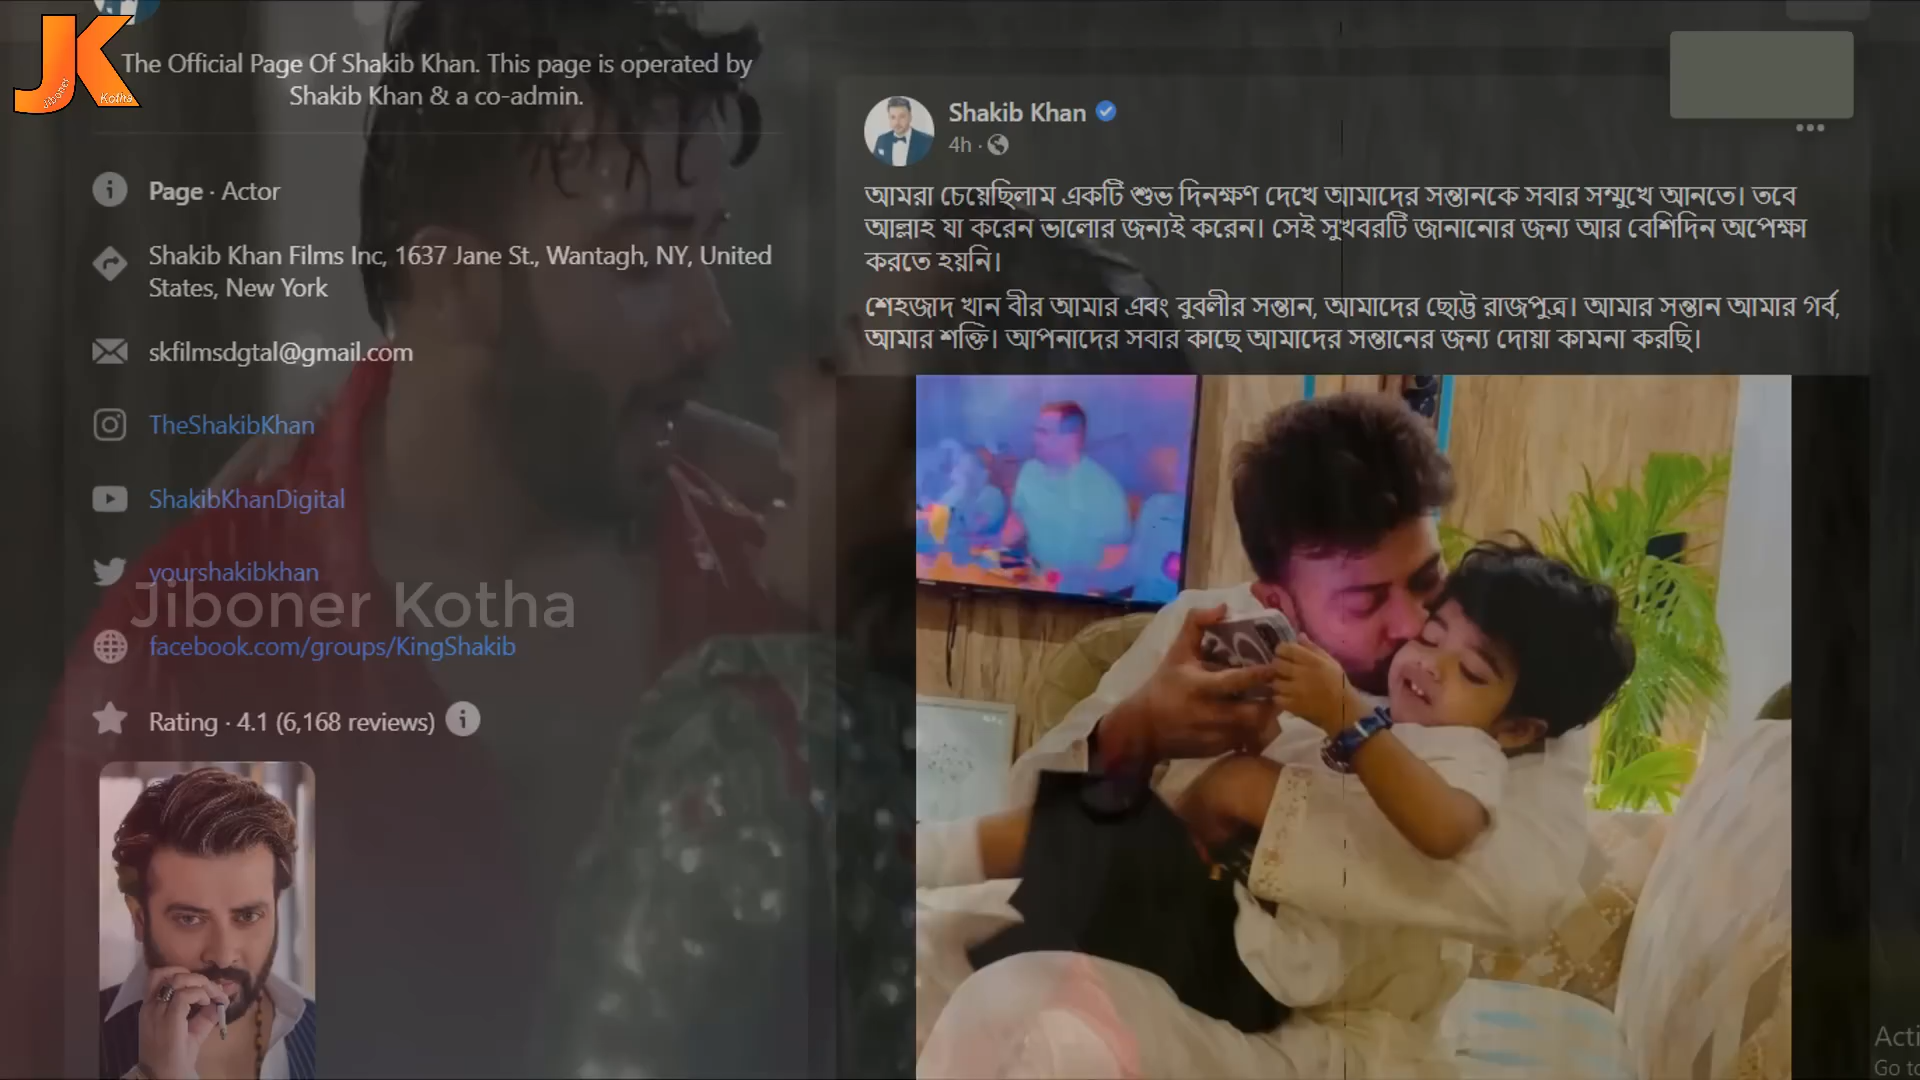 JK
Jiboner
Kotha
The Official Page Of Shakib Khan. This page is operated by
Shakib Khan & a co-admin.
Page · Actor
Shakib Khan Films Inc, 1637 Jane St., Wantagh, NY, United
States, New York
skfilmsdgtal@gmail.com
TheShakibKhan
ShakibKhanDigital
yourshakibkhan
Jiboner Kotha
facebook.com/groups/KingShakib
Rating · 4.1 (6,168 reviews)
Shakib Khan
4h ·
আমরা চেয়েছিলাম একটি শুভ দিনক্ষণ দেখে আমাদের সন্তানকে সবার সম্মুখে আনতে। তবে
আল্লাহ যা করেন ভালোর জন্যই করেন। সেই সুখবরটি জানানোর জন্য আর বেশিদিন অপেক্ষা
করতে হয়নি।
শেহজাদ খান বীর আমার এবং বুবলীর সন্তান, আমাদের ছোট্ট রাজপুত্র। আমার সন্তান আমার গর্ব,
আমার শক্তি। আপনাদের সবার কাছে আমাদের সন্তানের জন্য দোয়া কামনা করছি।
Acti
Go to